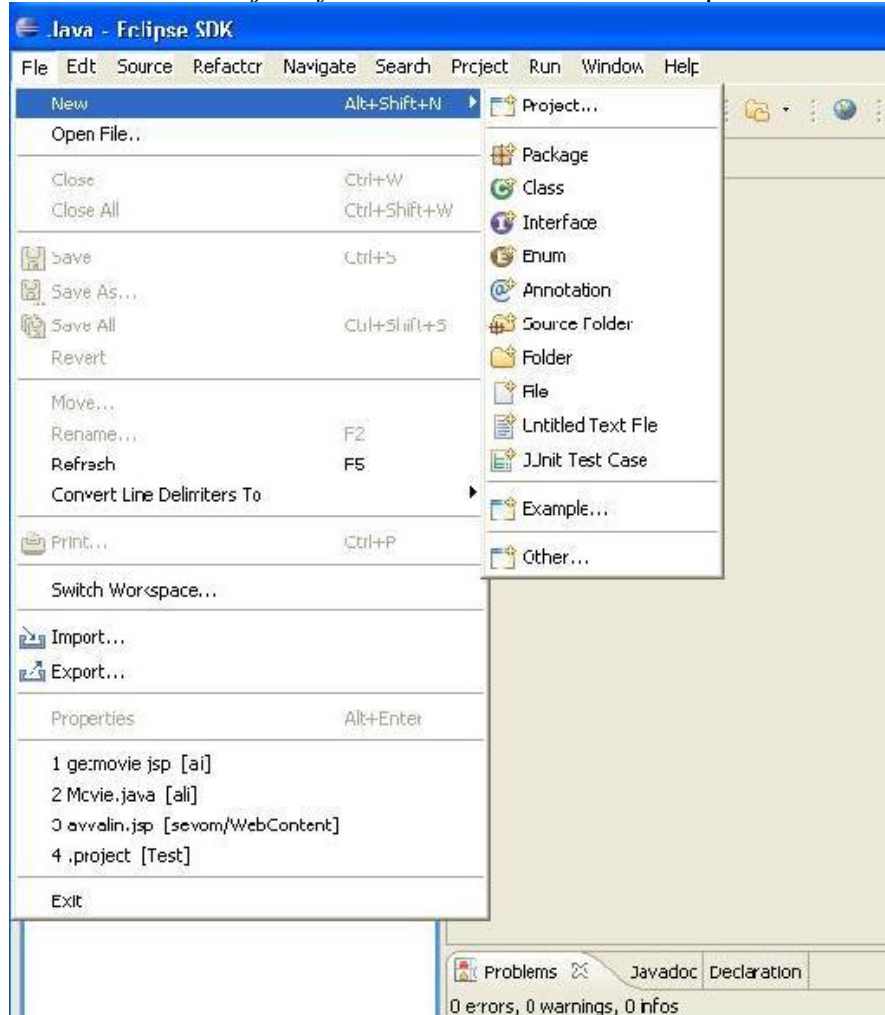 Java - Eclipse SDK
File Edit Source Refactor Navigate Search Project Run Window Help
New Alt+Shift+N
Open File..
Close Ctrl+W
Close All Ctrl+Shift+W
Save Ctrl+S
Save As...
Save All Ctrl+Shift+S
Revert
Move...
Rename... F2
Refresh F5
Convert Line Delimiters To
Print... Ctrl+P
Switch Workspace...
Import...
Export...
Properties Alt+Enter
1 getmovie.jsp [ali]
2 Movie.java [ali]
3 avvalin.jsp [sevom/WebContent]
4 .project [Test]
Exit
Project...
Package
Class
Interface
Enum
Annotation
Source Folder
Folder
File
Untitled Text File
JUnit Test Case
Example...
Other...
Problems Javadoc Declaration
0 errors, 0 warnings, 0 infos